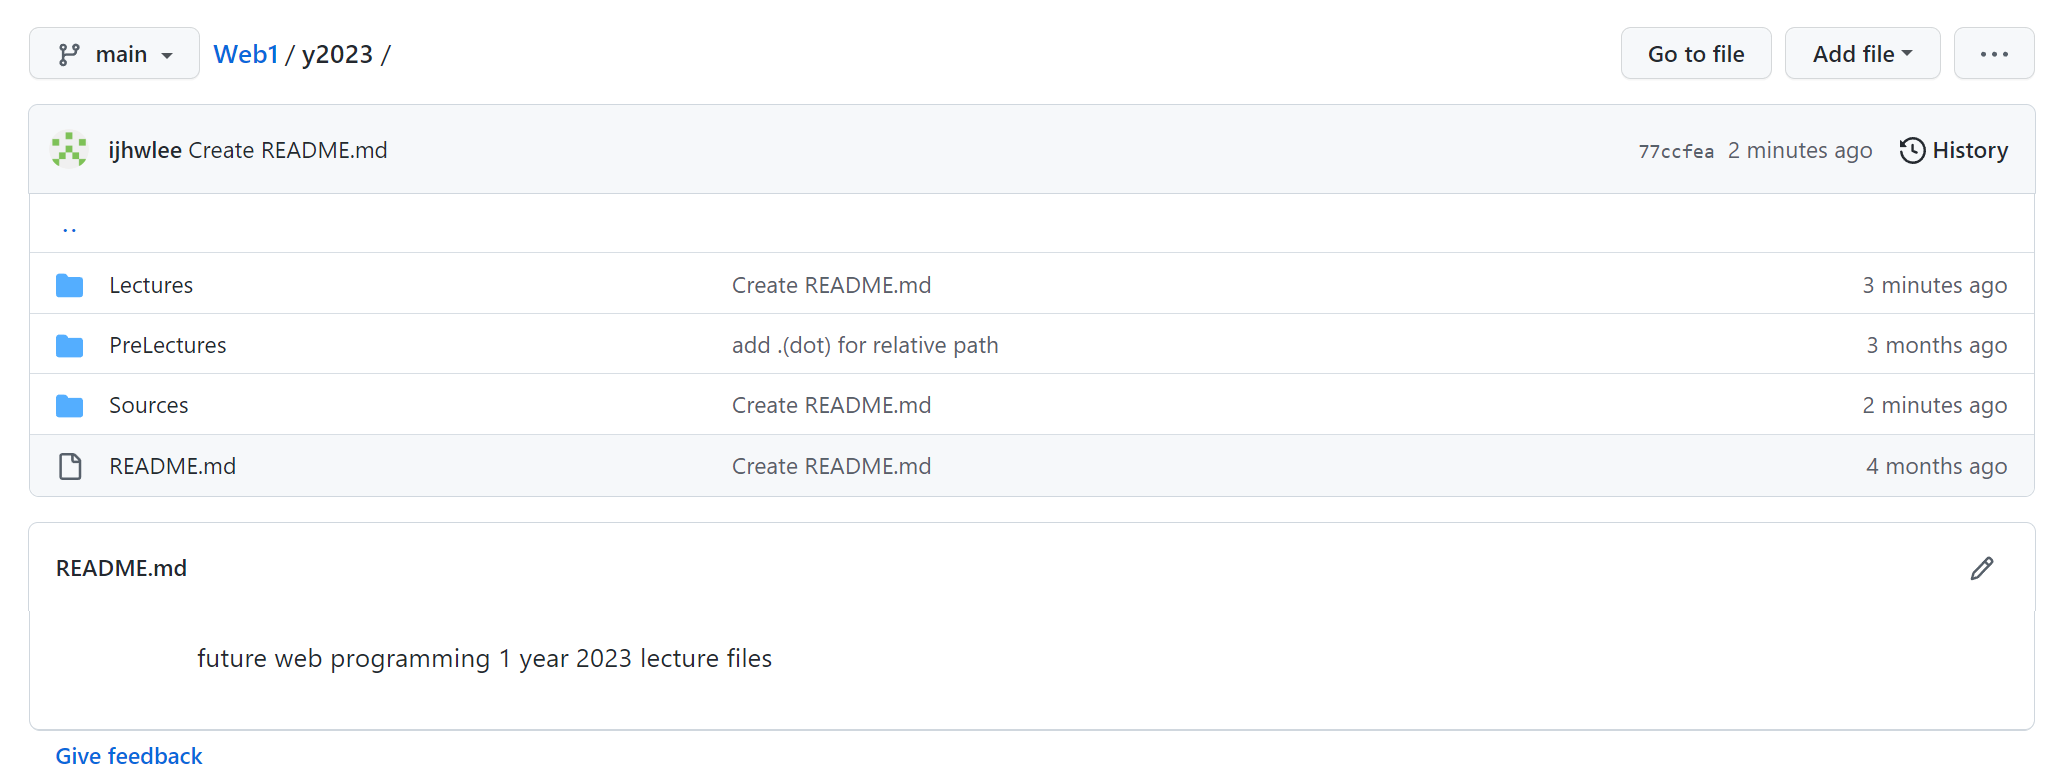 main Web1 / y2023 / Go to file Add file ...
ijhwlee Create README.md 77ccfea 2 minutes ago History
..
Lectures Create README.md 3 minutes ago
PreLectures add .(dot) for relative path 3 months ago
Sources Create README.md 2 minutes ago
README.md Create README.md 4 months ago
README.md
future web programming 1 year 2023 lecture files
Give feedback